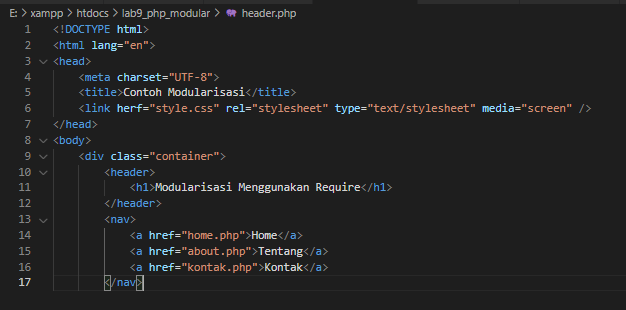 E: > xampp > htdocs > lab9_php_modular > header.php
1 <!DOCTYPE html>
2 <html lang="en">
3 <head>
4 <meta charset="UTF-8">
5 <title>Contoh Modularisasi</title>
6 <link herf="style.css" rel="stylesheet" type="text/stylesheet" media="screen" />
7 </head>
8 <body>
9 <div class="container">
10 <header>
11 <h1>Modularisasi Menggunakan Require</h1>
12 </header>
13 <nav>
14 <a href="home.php">Home</a>
15 <a href="about.php">Tentang</a>
16 <a href="kontak.php">Kontak</a>
17 </nav>